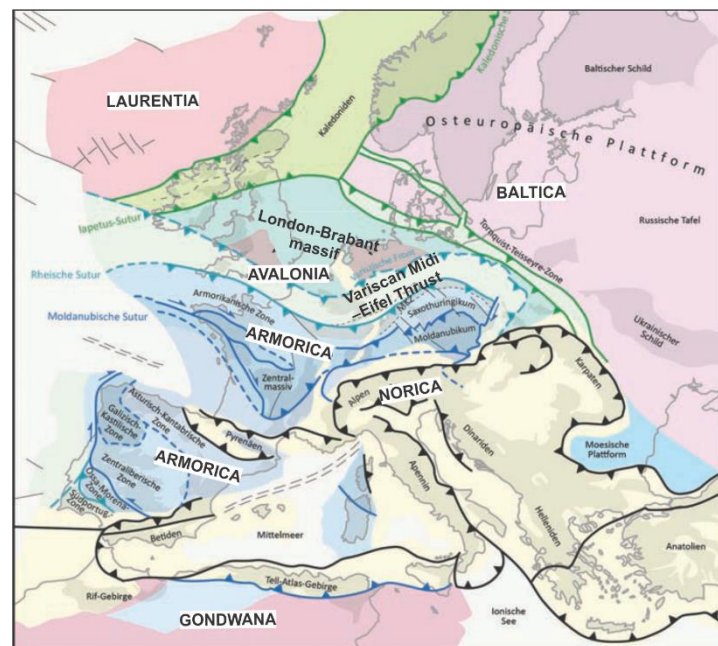 Kaledonische S
Baltischer Schild
LAURENTIA
Kaledoniden
Osteuropäische Plattform
BALTICA
Iapetus-Sutur
London-Brabant
massif
Russische Tafel
Tornquist-Teisseyre-Zone
AVALONIA
Rheische Sutur
Variscan Midi
–Eifel Thrust
Armorikanische Zone
Saxothuringikum
Moldanubische Sutur
ARMORICA
Moldanubikum
Ukrainischer
Schild
Zentral-
massiv
Alpen
NORICA
Karpaten
Asturisch-Kantabrische
Zone
Galizisch-
kastilische
Zone
Pyrenäen
Dinariden
Moesische
Plattform
ARMORICA
Zentraliberische
Zone
Ossa-Morena-
Zone
Südportug.
Zone
Apennin
Helleniden
Betiden
Mittelmeer
Anatolien
Tell-Atlas-Gebirge
Rif-Gebirge
GONDWANA
Ionische
See